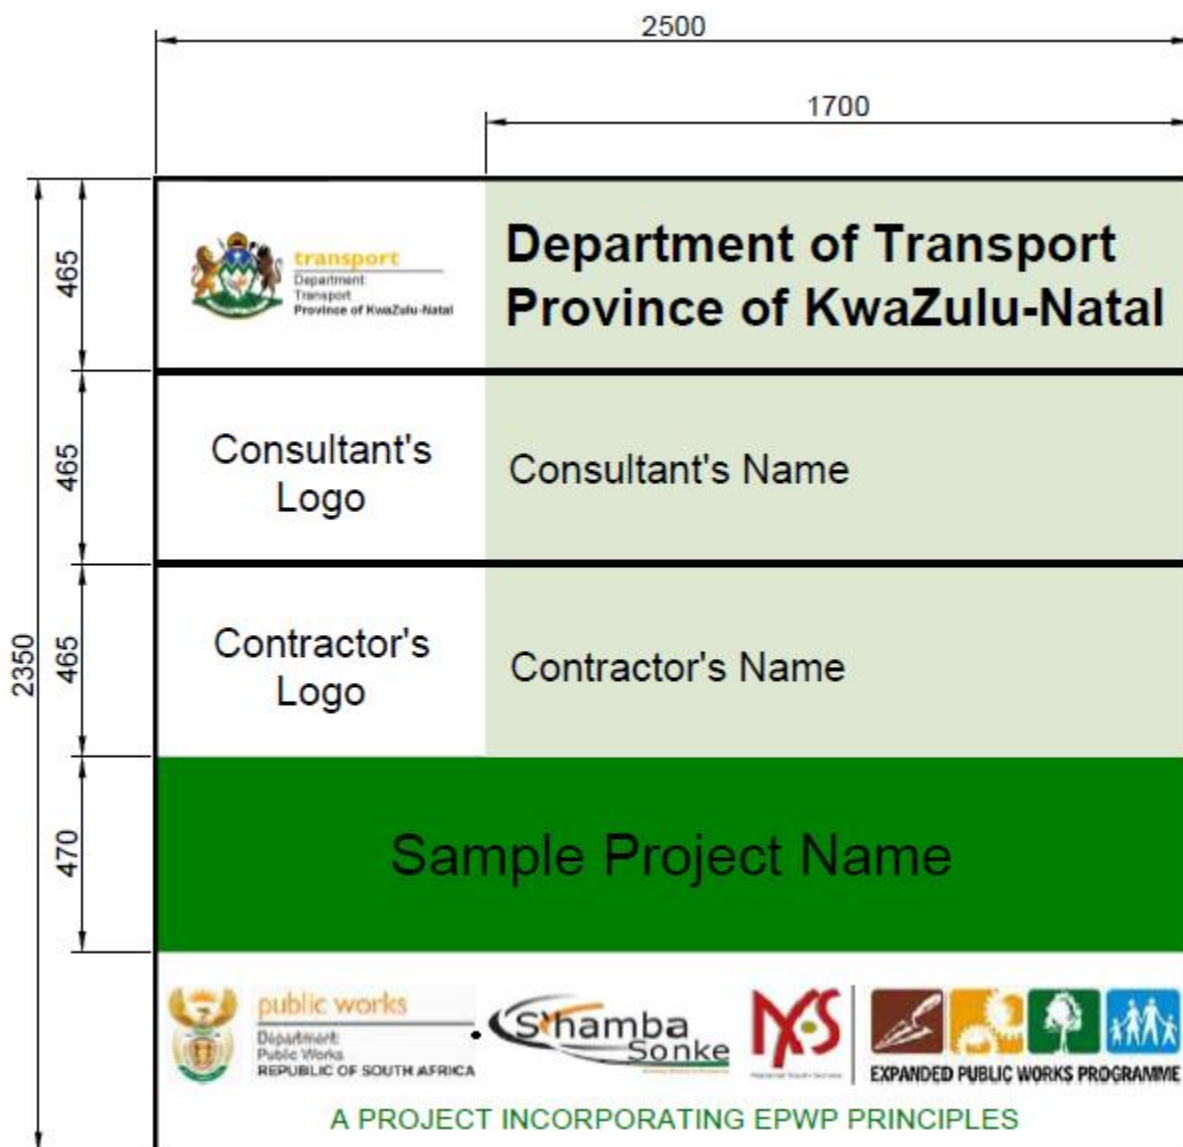 2500
1700
465
transport
Department:
Transport
Province of KwaZulu-Natal
Department of Transport
Province of KwaZulu-Natal
465
Consultant's
Logo
Consultant's Name
2350
465
Contractor's
Logo
Contractor's Name
470
Sample Project Name
public works
Department:
Public Works
REPUBLIC OF SOUTH AFRICA
S'hamba
Sonke
NYS
EXPANDED PUBLIC WORKS PROGRAMME
A PROJECT INCORPORATING EPWP PRINCIPLES